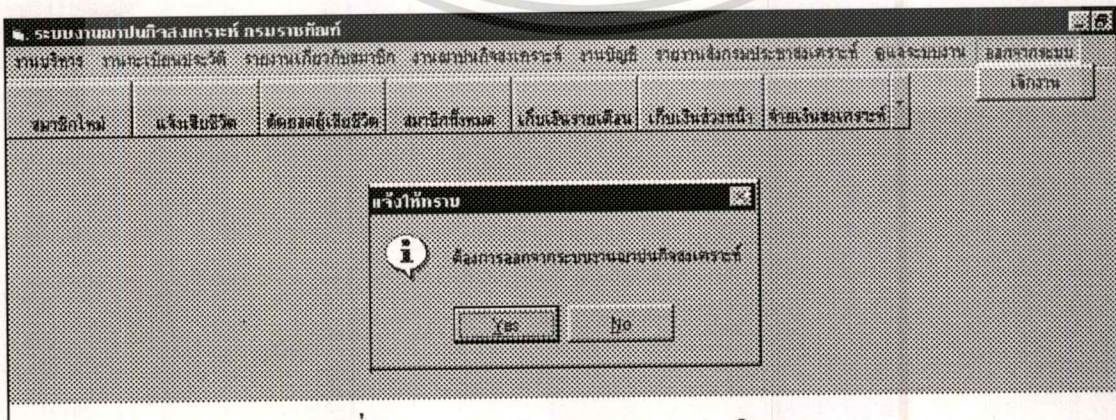 ระบบงานฌาปนกิจสงเคราะห์ กรมราชทัณฑ์
งานบริหาร งานทะเบียนประวัติ รายงานเกี่ยวกับสมาชิก งานฌาปนกิจสงเคราะห์ งานบัญชี รายงานส่งกรมประชาสงเคราะห์ ดูแลระบบงาน ออกจากระบบ
เลิกงาน
สมาชิกใหม่ แจ้งเสียชีวิต ตัดยอดผู้เสียชีวิต สมาชิกทั้งหมด เก็บเงินรายเดือน เก็บเงินล่วงหน้า จ่ายเงินสงเคราะห์
แจ้งให้ทราบ
ต้องการออกจากระบบงานฌาปนกิจสงเคราะห์
Yes No